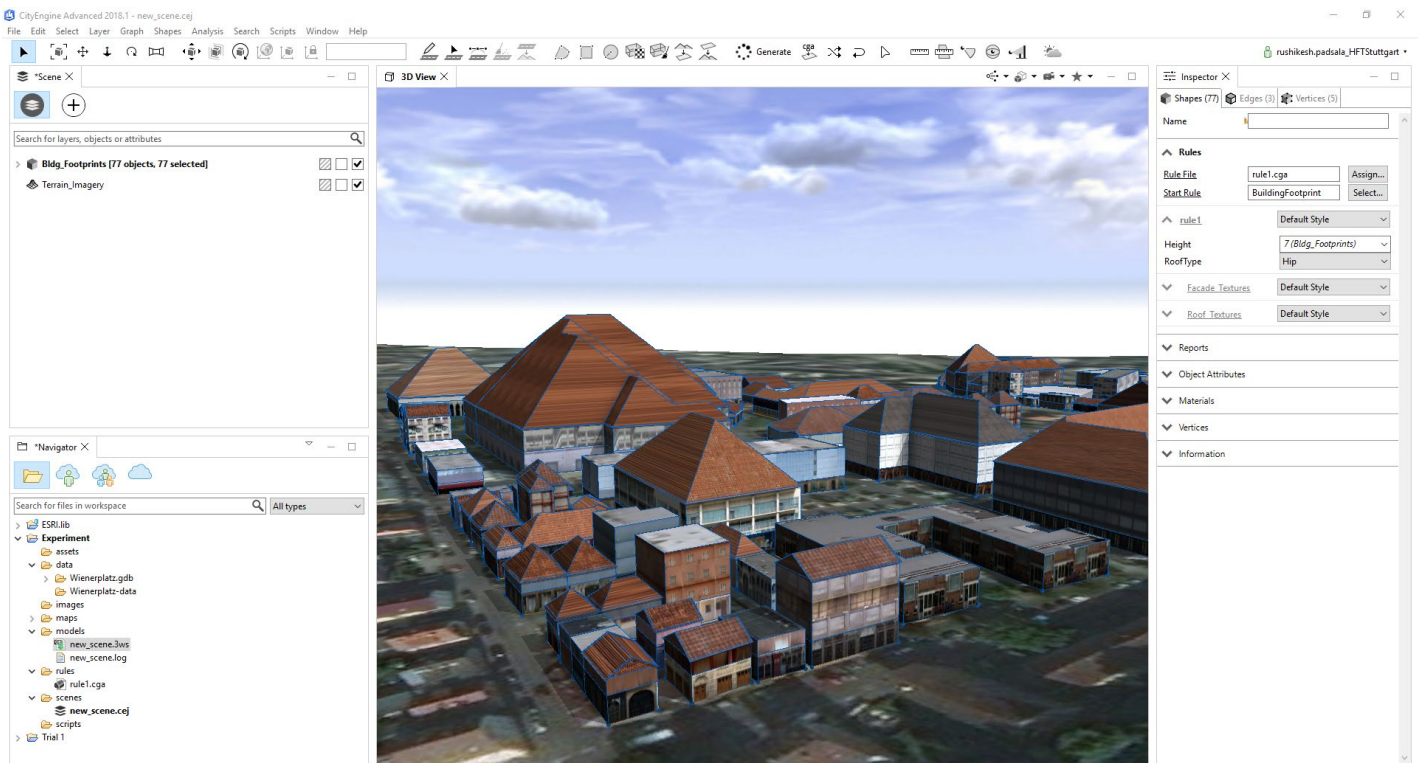 CityEngine Advanced 2018.1 - new_scene.cej
File Edit Select Layer Graph Shapes Analysis Search Scripts Window Help
Generate
cga
rushikesh.padsala_HFTStuttgart
*Scene
Search for layers, objects or attributes
Bldg_Footprints [77 objects, 77 selected]
Terrain_Imagery
*Navigator
Search for files in workspace
All types
ESRI.lib
Experiment
assets
data
Wienerplatz.gdb
Wienerplatz-data
images
maps
models
new_scene.3ws
new_scene.log
rules
rule1.cga
scenes
new_scene.cej
scripts
Trial 1
3D View
Inspector
Shapes (77) Edges (3) Vertices (5)
Name
Rules
Rule File rule1.cga Assign...
Start Rule BuildingFootprint Select...
rule1 Default Style
Height 7 (Bldg_Footprints)
RoofType Hip
Facade_Textures Default Style
Roof_Textures Default Style
Reports
Object Attributes
Materials
Vertices
Information